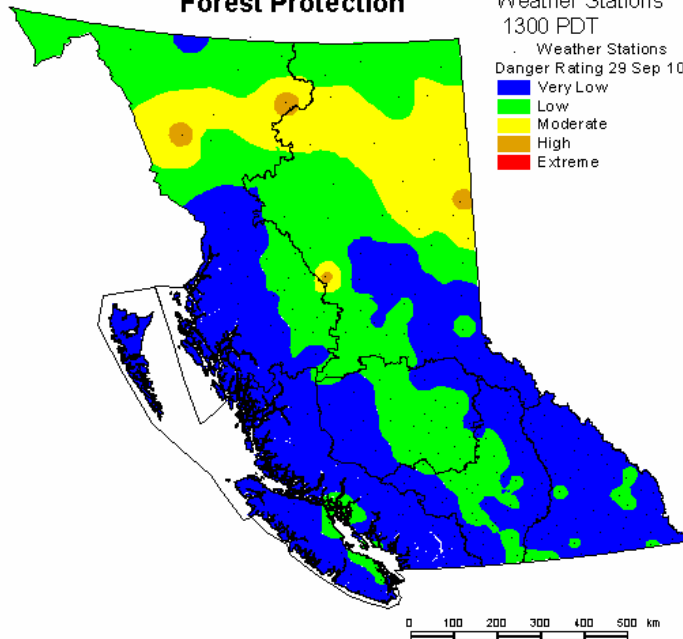 Forest Protection
Weather Stations
1300 PDT
Weather Stations
Danger Rating 29 Sep 10
Very Low
Low
Moderate
High
Extreme
0 100 200 300 400 500 km